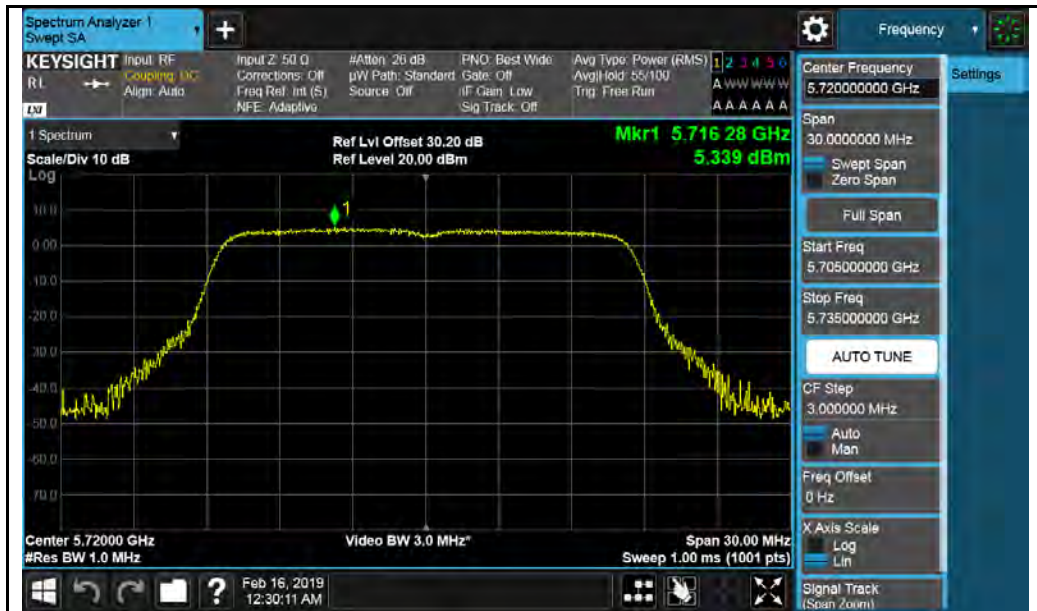 Spectrum Analyzer 1
Swept SA
Frequency
KEYSIGHT
RL
LXI
Input: RF
Coupling: DC
Align: Auto
Input Z: 50 Ω
Corrections: Off
Freq Ref: Int (S)
NFE: Adaptive
#Atten: 26 dB
µW Path: Standard
Source: Off
PNO: Best Wide
Gate: Off
IF Gain: Low
Sig Track: Off
Avg Type: Power (RMS)
Avg|Hold: 55/100
Trig: Free Run
1 2 3 4 5 6
A W W W W W
A A A A A A
1 Spectrum
Scale/Div 10 dB
Log
Ref Lvl Offset 30.20 dB
Ref Level 20.00 dBm
Mkr1 5.716 28 GHz
5.339 dBm
1
10.0
0.00
-10.0
-20.0
-30.0
-40.0
-50.0
-60.0
-70.0
Center 5.72000 GHz
#Res BW 1.0 MHz
Video BW 3.0 MHz*
Span 30.00 MHz
Sweep 1.00 ms (1001 pts)
Center Frequency
5.720000000 GHz
Settings
Span
30.0000000 MHz
Swept Span
Zero Span
Full Span
Start Freq
5.705000000 GHz
Stop Freq
5.735000000 GHz
AUTO TUNE
CF Step
3.000000 MHz
Auto
Man
Freq Offset
0 Hz
X Axis Scale
Log
Lin
Signal Track
(Span Zoom)
?
Feb 16, 2019
12:30:11 AM